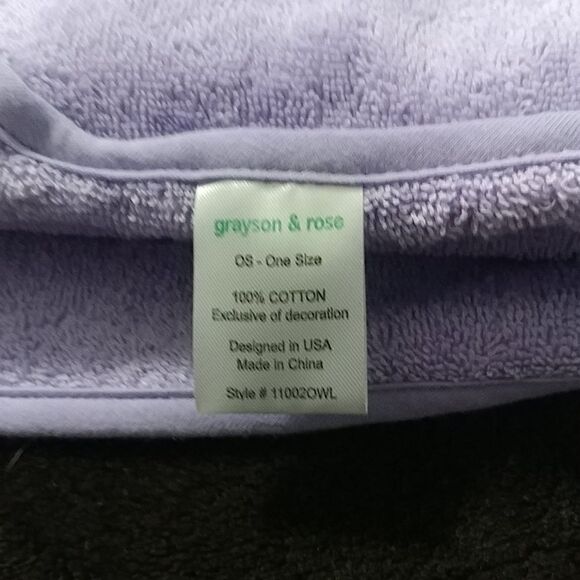 grayson & rose
OS - One Size
100% COTTON
Exclusive of decoration
Designed in USA
Made in China
Style # 11002OWL